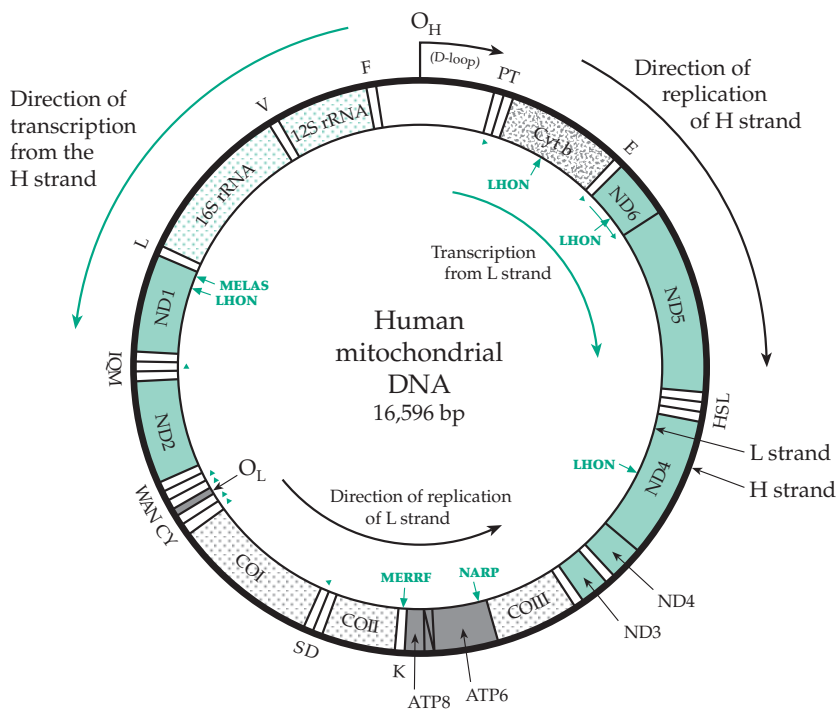 O_H
(D-loop)
PT
F
V
12S rRNA
16S rRNA
Cyt b
E
ND6
ND5
Direction of
transcription
from the
H strand
Direction of
replication
of H strand
LHON
LHON
Transcription
from L strand
L
MELAS
LHON
ND1
Human
mitochondrial
DNA
16,596 bp
IQM
ND2
HSL
L strand
H strand
LHON
ND4
WAN CY
O_L
Direction of replication
of L strand
COI
MERRF
NARP
SD
COII
COIII
K
ATP8
ATP6
ND3
ND4